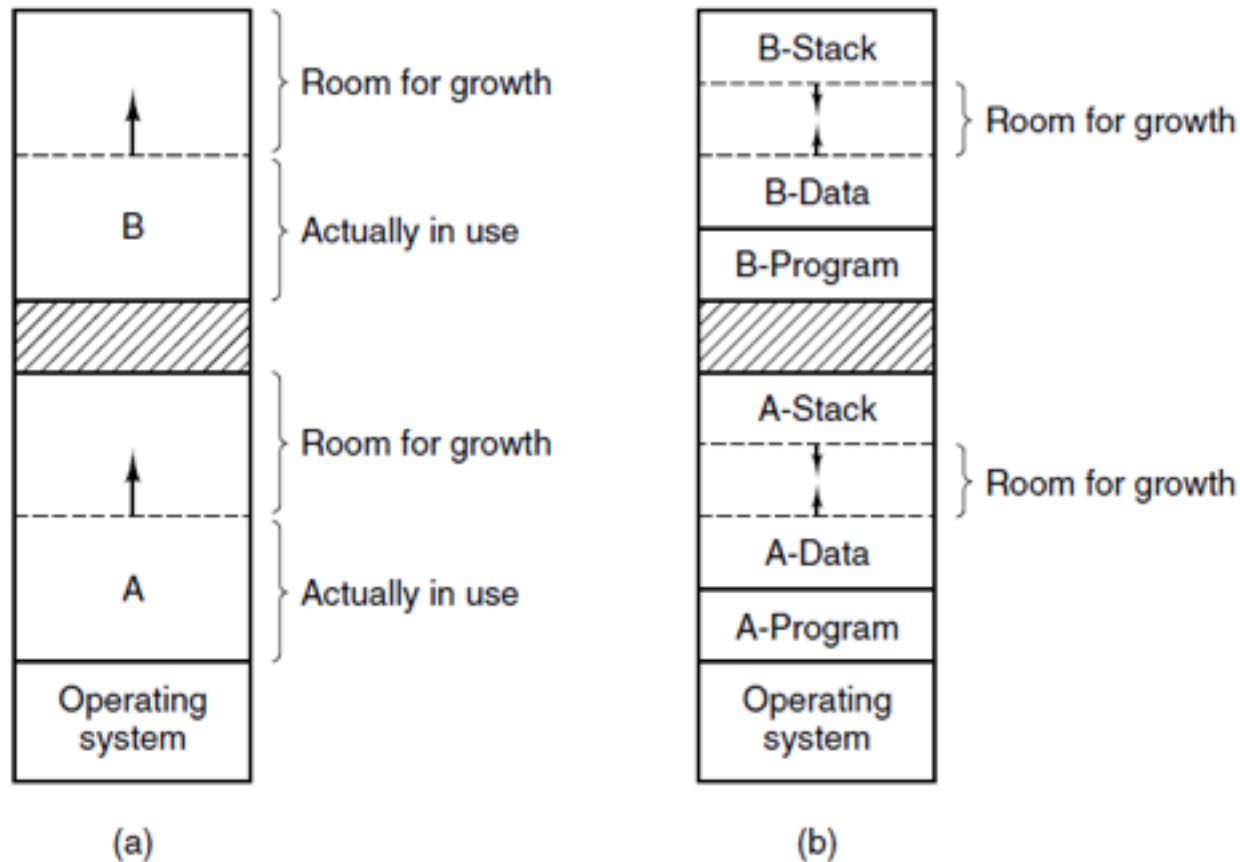 Room for growth
B
Actually in use
Room for growth
A
Actually in use
Operating
system
(a)
B-Stack
Room for growth
B-Data
B-Program
A-Stack
Room for growth
A-Data
A-Program
Operating
system
(b)